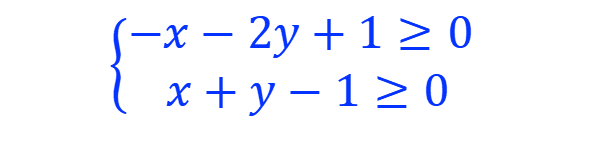 −x − 2y + 1 ≥ 0
x + y − 1 ≥ 0